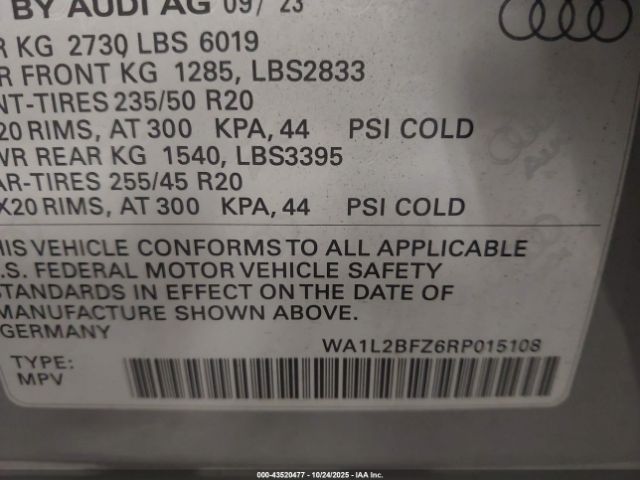 BY AUDI AG 09/ 23
R KG 2730 LBS 6019
R FRONT KG 1285, LBS2833
NT-TIRES 235/50 R20
20 RIMS, AT 300 KPA, 44 PSI COLD
WR REAR KG 1540, LBS3395
AR-TIRES 255/45 R20
X20 RIMS, AT 300 KPA, 44 PSI COLD
HIS VEHICLE CONFORMS TO ALL APPLICABLE
.S. FEDERAL MOTOR VEHICLE SAFETY
STANDARDS IN EFFECT ON THE DATE OF
MANUFACTURE SHOWN ABOVE.
GERMANY
WA1L2BFZ6RP015108
TYPE:
MPV
000-43520477 - 10/24/2025 - IAA Inc.